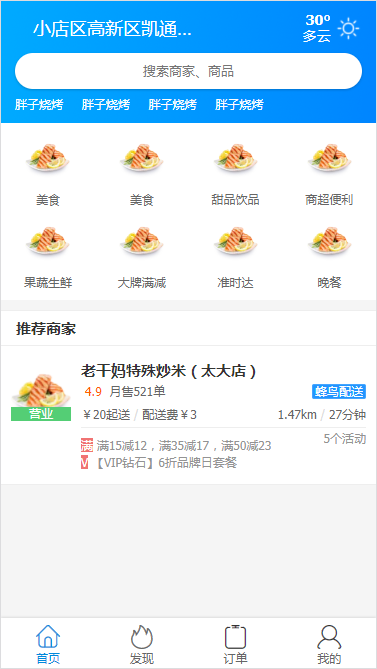 小店区高新区凯通...
30°
多云
搜索商家、商品
胖子烧烤 胖子烧烤 胖子烧烤 胖子烧烤
美食 美食 甜品饮品 商超便利
果蔬生鲜 大牌满减 准时达 晚餐
推荐商家
老干妈特殊炒米（太大店）
4.9 月售521单 蜂鸟配送
营业
￥20起送 / 配送费￥3 1.47km / 27分钟
满 满15减12，满35减17，满50减23 5个活动
V 【VIP钻石】6折品牌日套餐
首页 发现 订单 我的